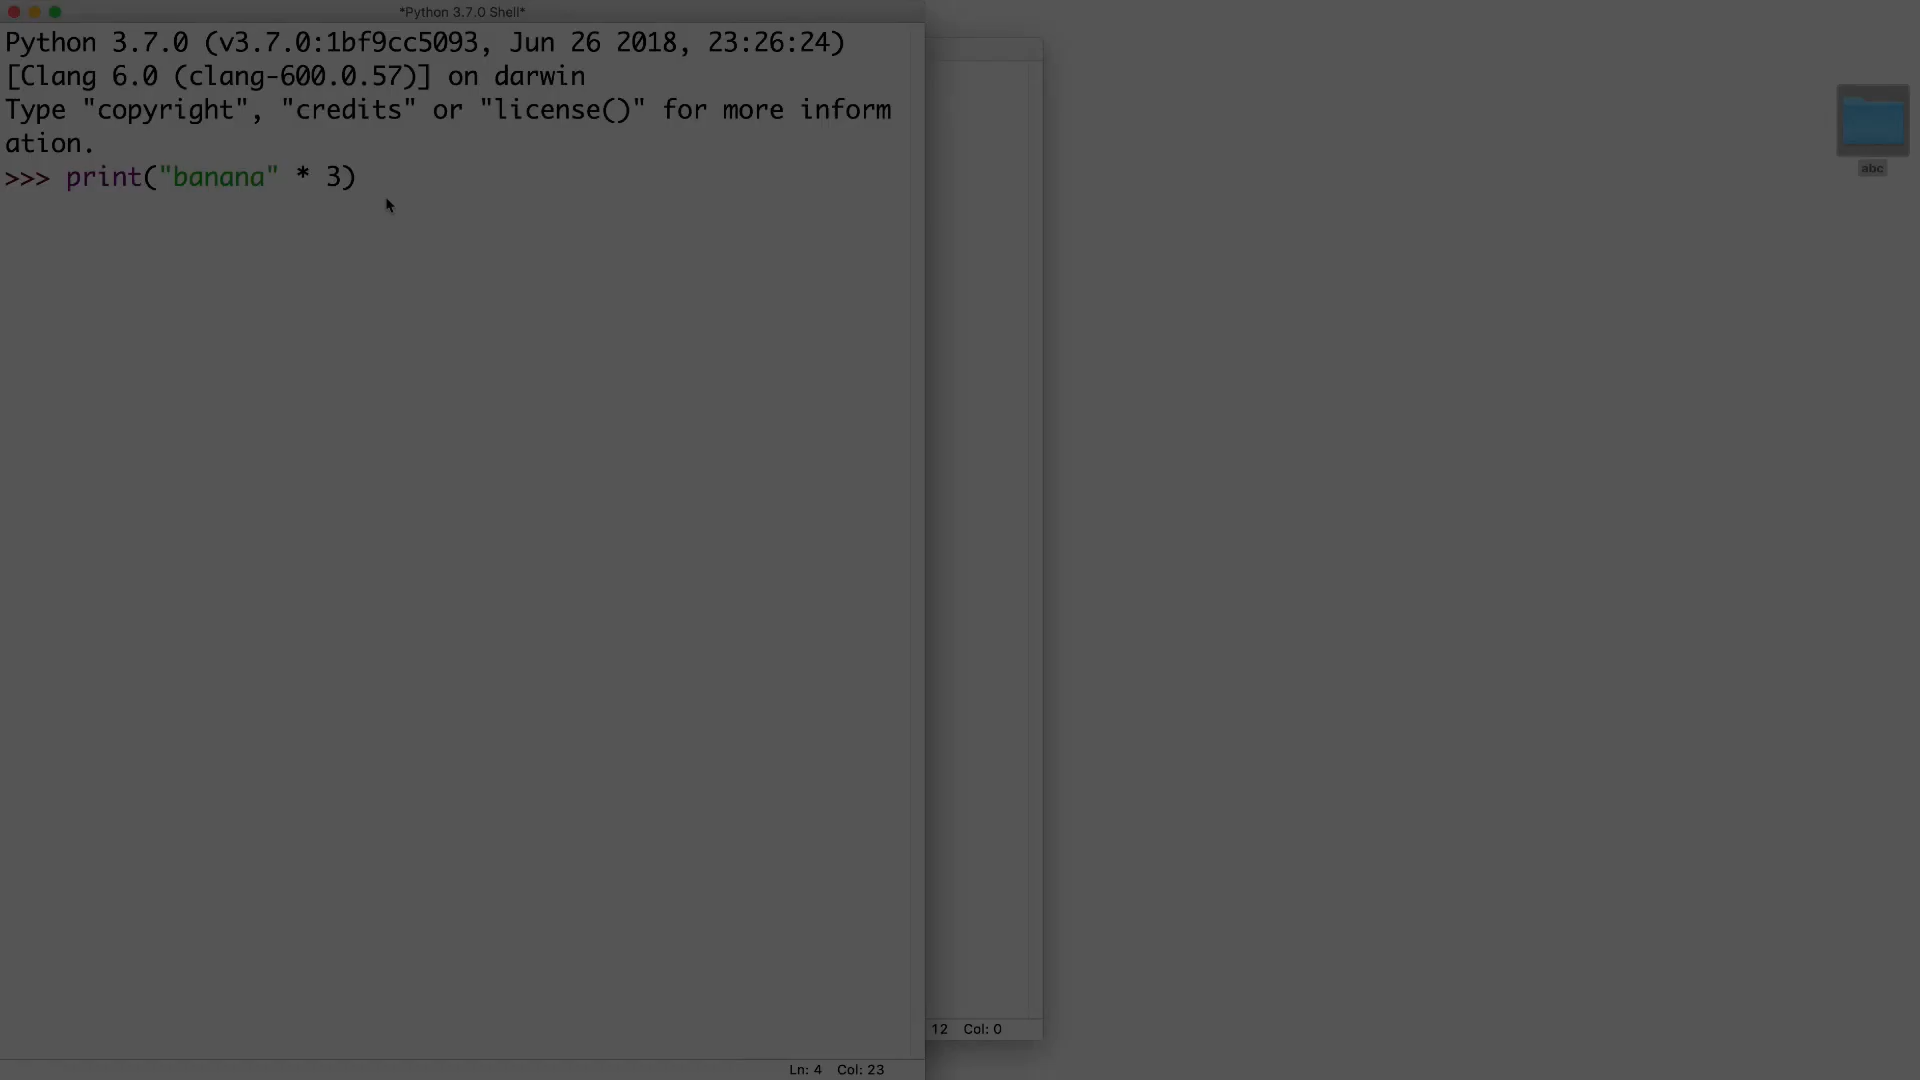 *Python 3.7.0 Shell*
Python 3.7.0 (v3.7.0:1bf9cc5093, Jun 26 2018, 23:26:24)
[Clang 6.0 (clang-600.0.57)] on darwin
Type "copyright", "credits" or "license()" for more inform
ation.
>>> print("banana" * 3)
abc
12 Col: 0
Ln: 4 Col: 23